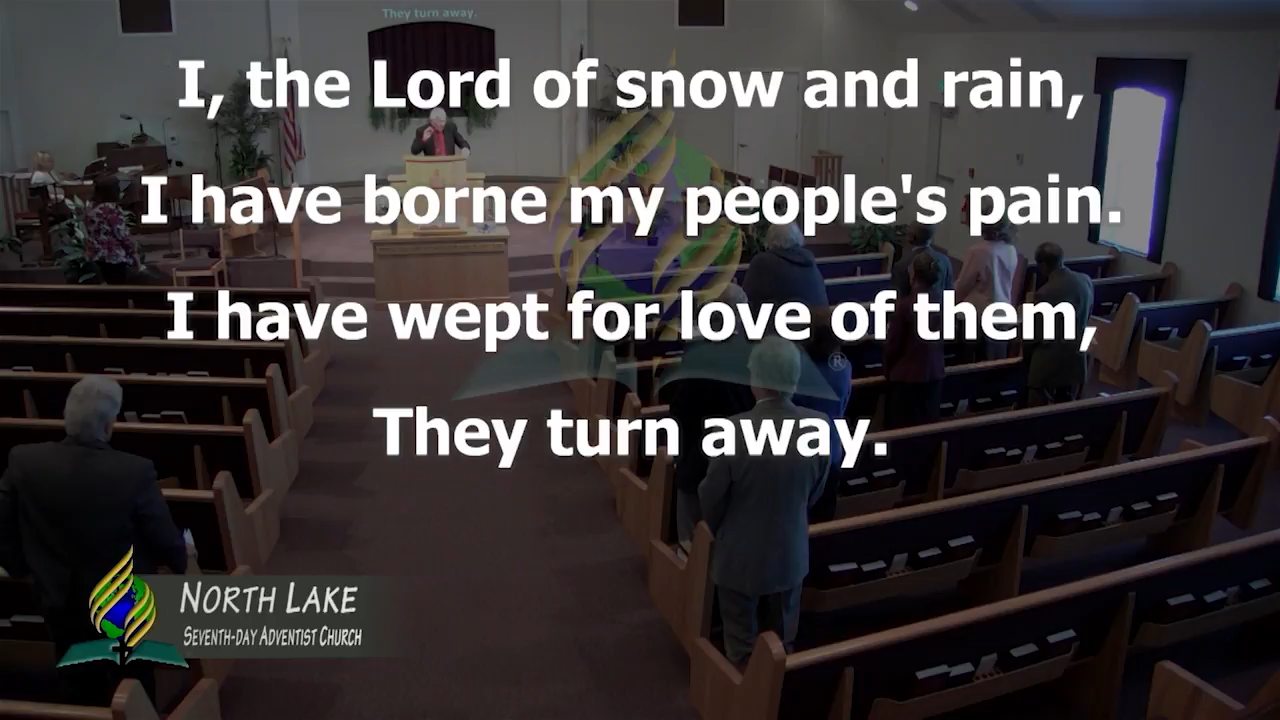 They turn away.
I, the Lord of snow and rain,
I have borne my people's pain.
I have wept for love of them,
They turn away.
®
NORTH LAKE
SEVENTH-DAY ADVENTIST CHURCH